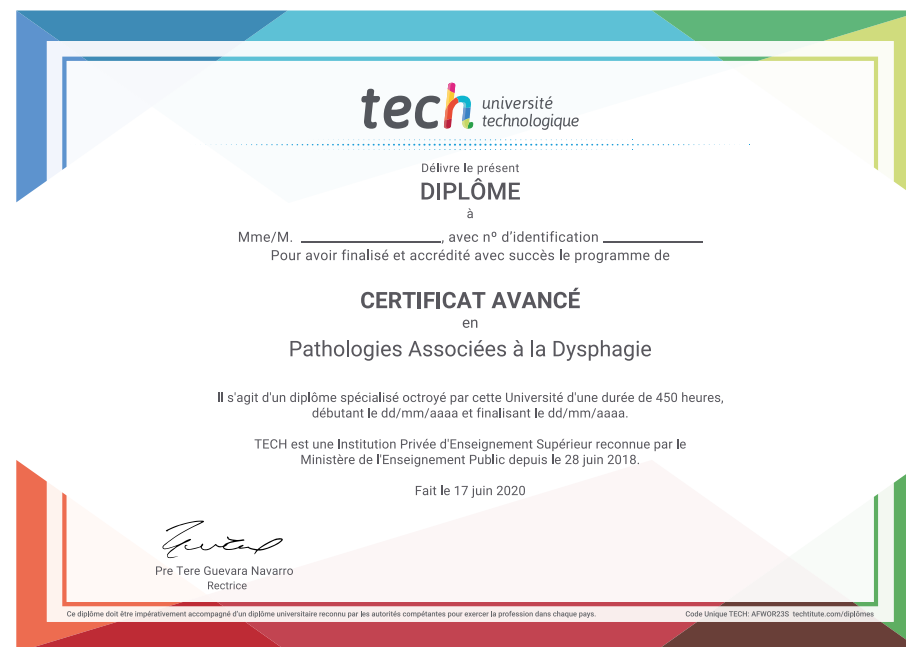 tech université
technologique
Délivre le présent
DIPLÔME
à
Mme/M. ____________________, avec nº d'identification ______________
Pour avoir finalisé et accrédité avec succès le programme de
CERTIFICAT AVANCÉ
en
Pathologies Associées à la Dysphagie
Il s'agit d'un diplôme spécialisé octroyé par cette Université d'une durée de 450 heures,
débutant le dd/mm/aaaa et finalisant le dd/mm/aaaa.
TECH est une Institution Privée d'Enseignement Supérieur reconnue par le
Ministère de l'Enseignement Public depuis le 28 juin 2018.
Fait le 17 juin 2020
Pre Tere Guevara Navarro
Rectrice
Ce diplôme doit être impérativement accompagné d'un diplôme universitaire reconnu par les autorités compétantes pour exercer la profession dans chaque pays.
Code Unique TECH: AFWOR23S techtitute.com/diplômes